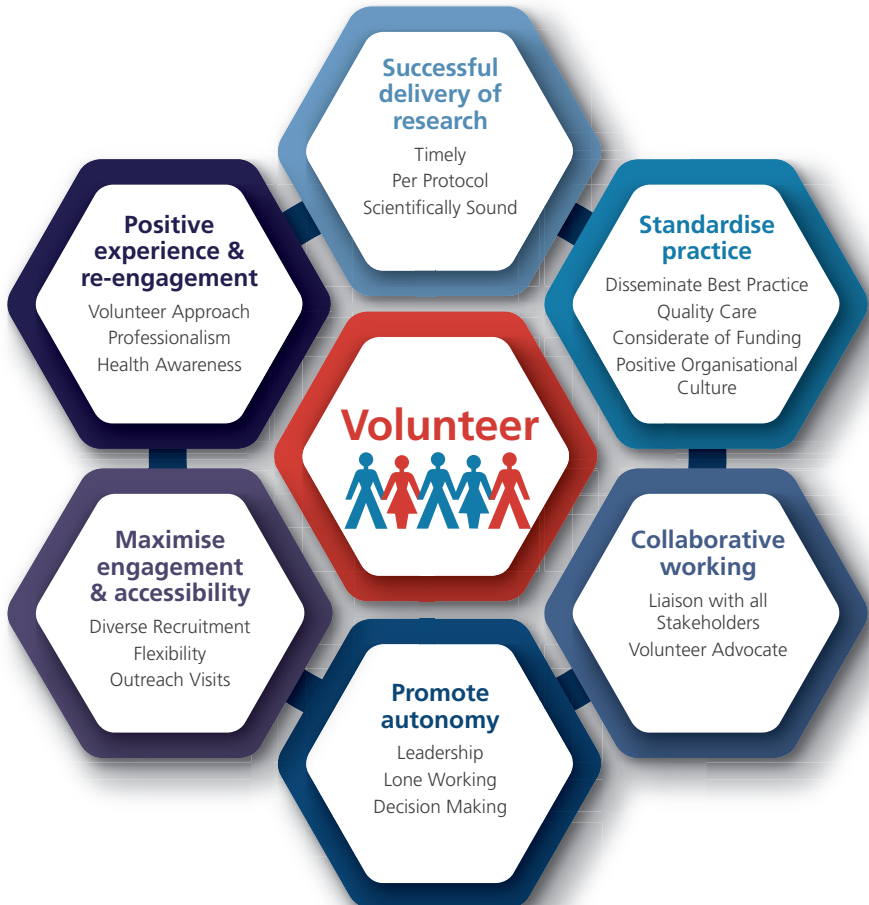 Successful
delivery of
research
Timely
Per Protocol
Scientifically Sound
Positive
experience &
re-engagement
Volunteer Approach
Professionalism
Health Awareness
Standardise
practice
Disseminate Best Practice
Quality Care
Considerate of Funding
Positive Organisational
Culture
Volunteer
Maximise
engagement
& accessibility
Diverse Recruitment
Flexibility
Outreach Visits
Collaborative
working
Liaison with all
Stakeholders
Volunteer Advocate
Promote
autonomy
Leadership
Lone Working
Decision Making